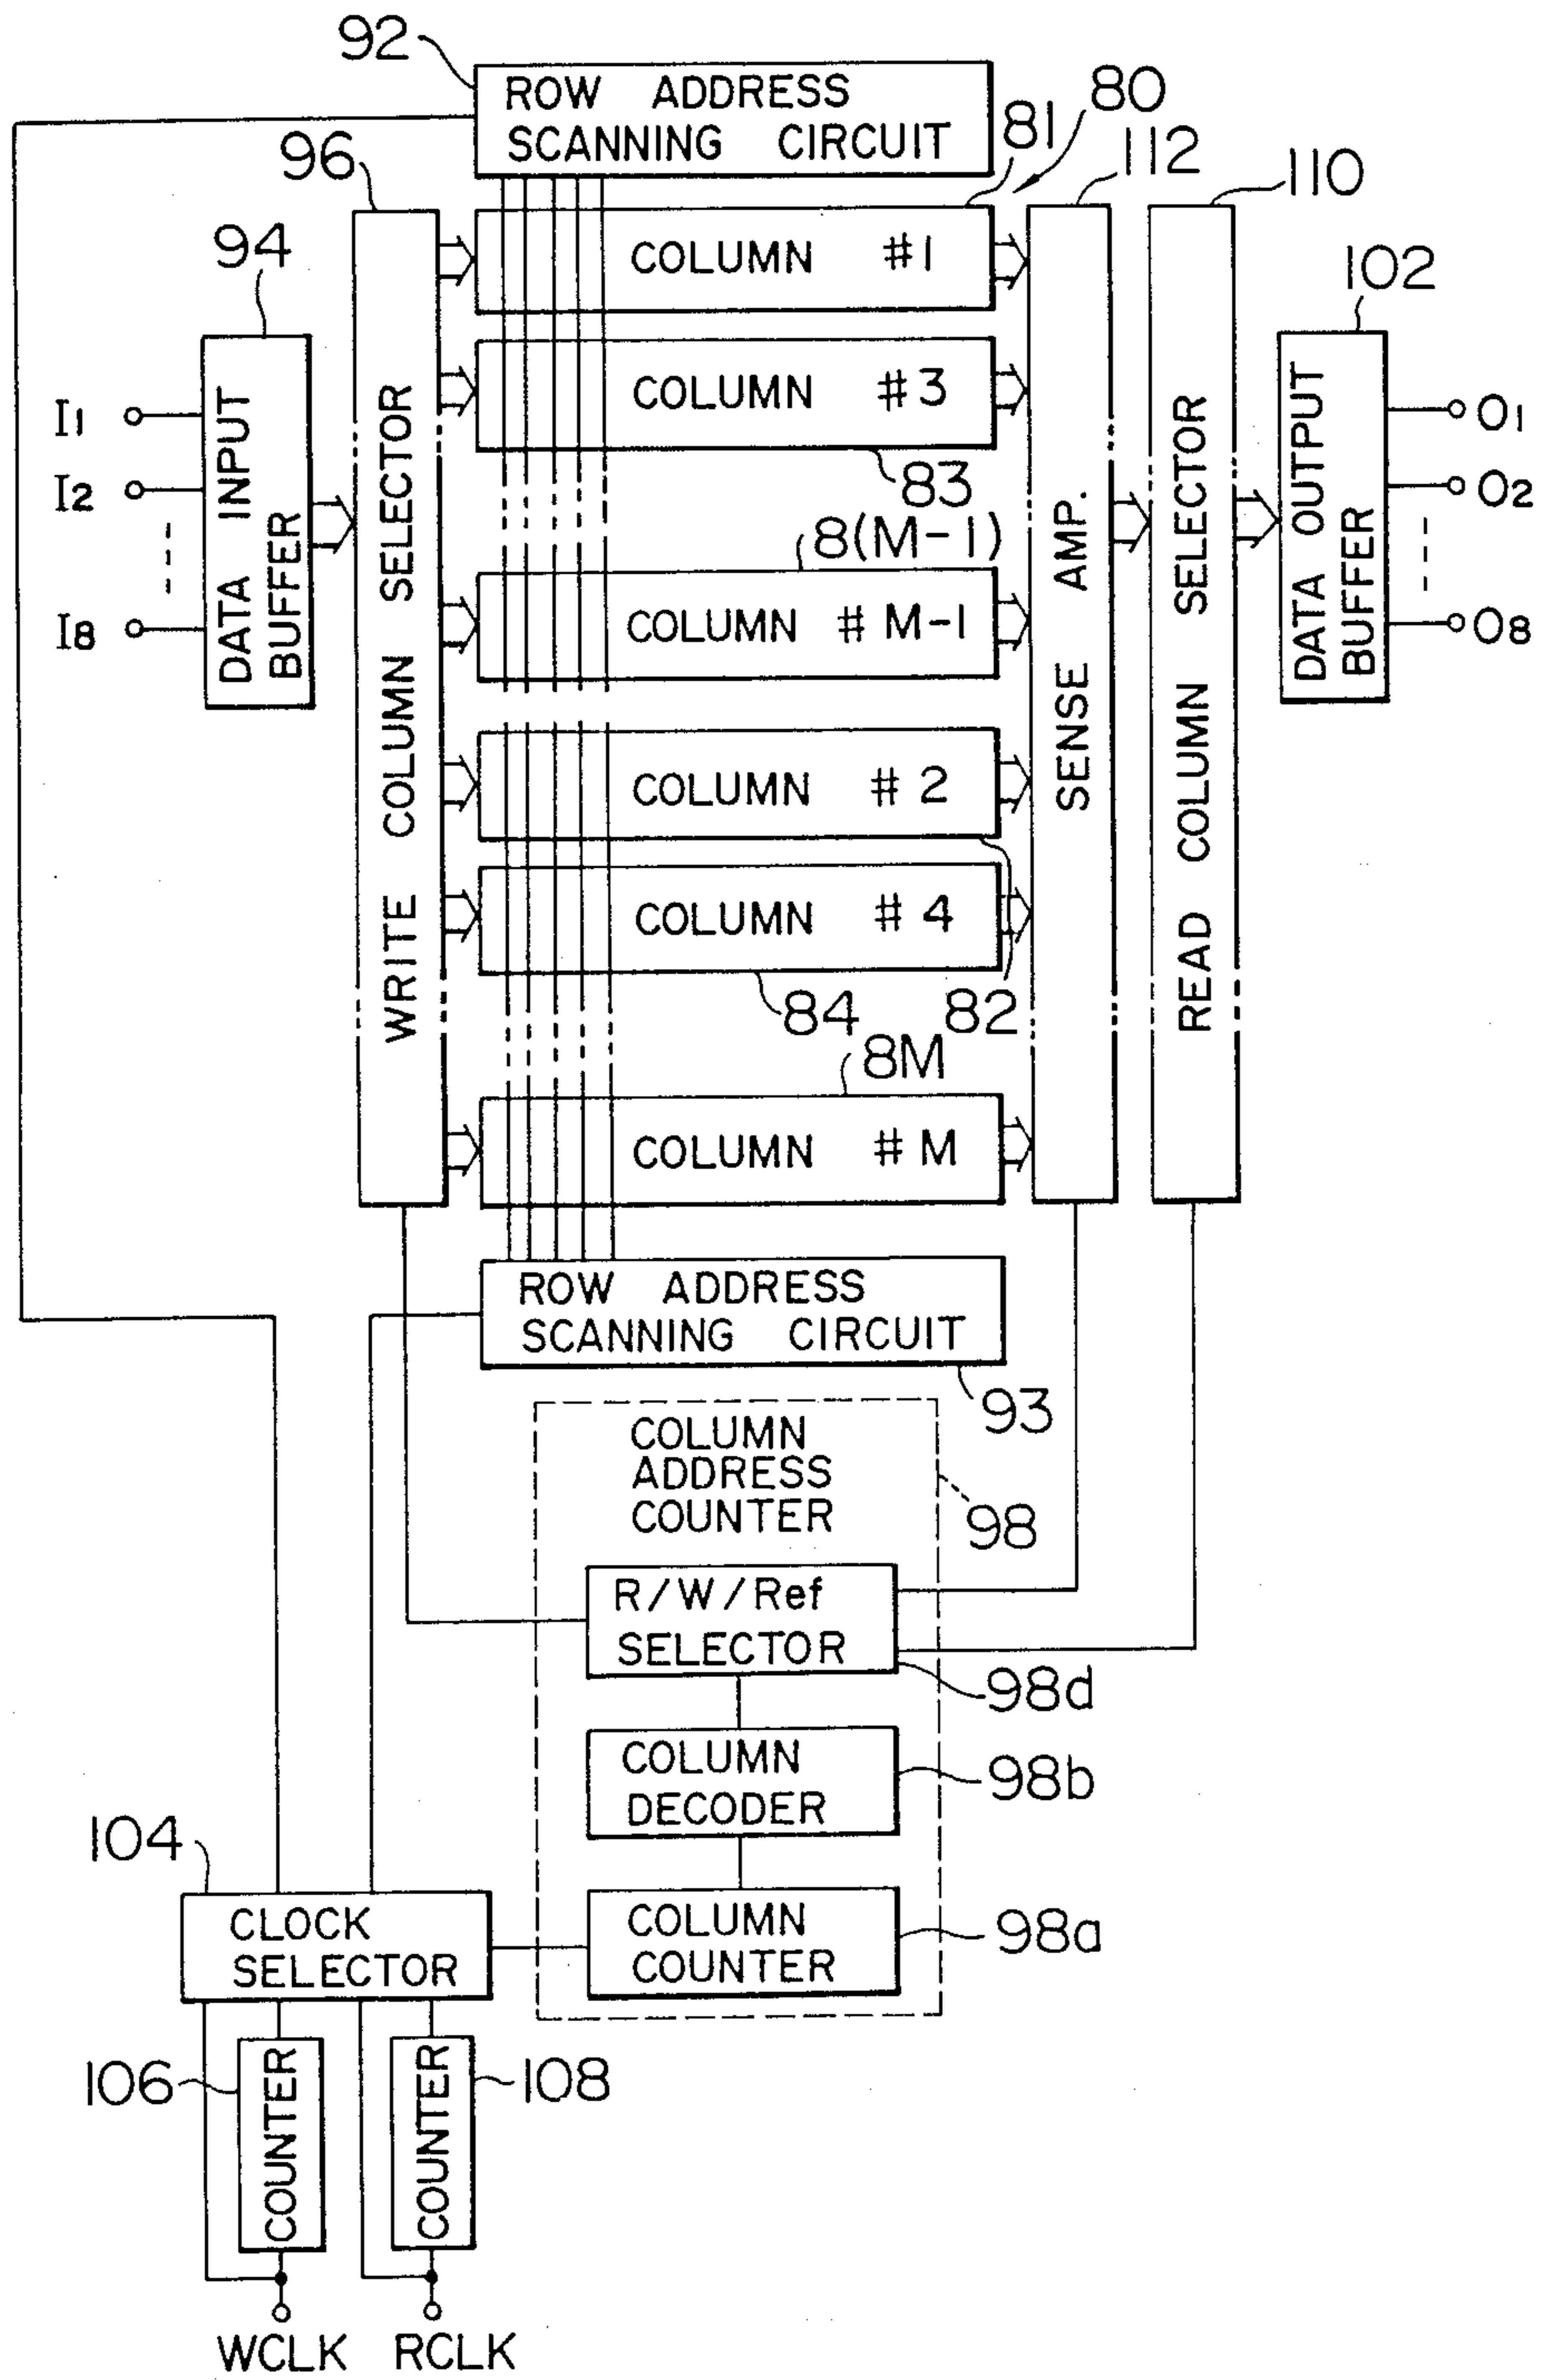 92
ROW ADDRESS
SCANNING CIRCUIT
81
80
112
110
96
94
102
COLUMN #1
COLUMN #3
83
I1
I2
I8
DATA INPUT
BUFFER
WRITE COLUMN SELECTOR
SENSE AMP.
READ COLUMN SELECTOR
DATA OUTPUT
BUFFER
O1
O2
O8
8(M-1)
COLUMN # M-1
COLUMN # 2
COLUMN # 4
82
84
8M
COLUMN # M
ROW ADDRESS
SCANNING CIRCUIT
93
COLUMN
ADDRESS
COUNTER
98
R/W/Ref
SELECTOR
98d
COLUMN
DECODER
98b
104
CLOCK
SELECTOR
COLUMN
COUNTER
98a
106
COUNTER
COUNTER
108
WCLK
RCLK